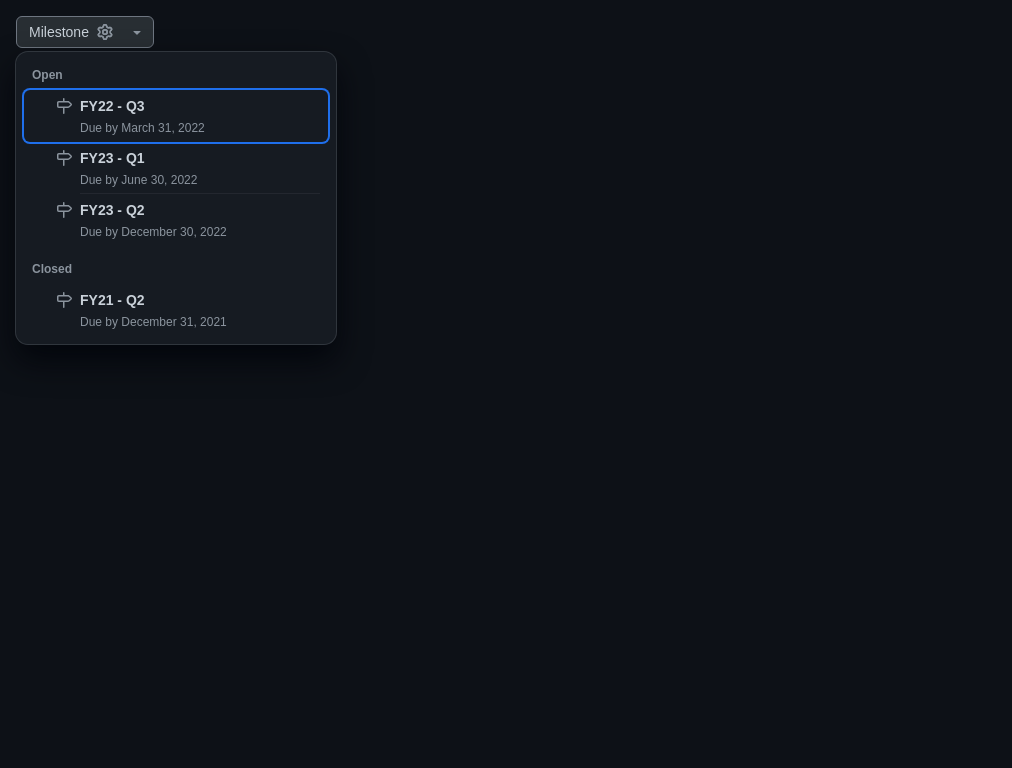 Milestone
Open
FY22 - Q3
Due by March 31, 2022
FY23 - Q1
Due by June 30, 2022
FY23 - Q2
Due by December 30, 2022
Closed
FY21 - Q2
Due by December 31, 2021